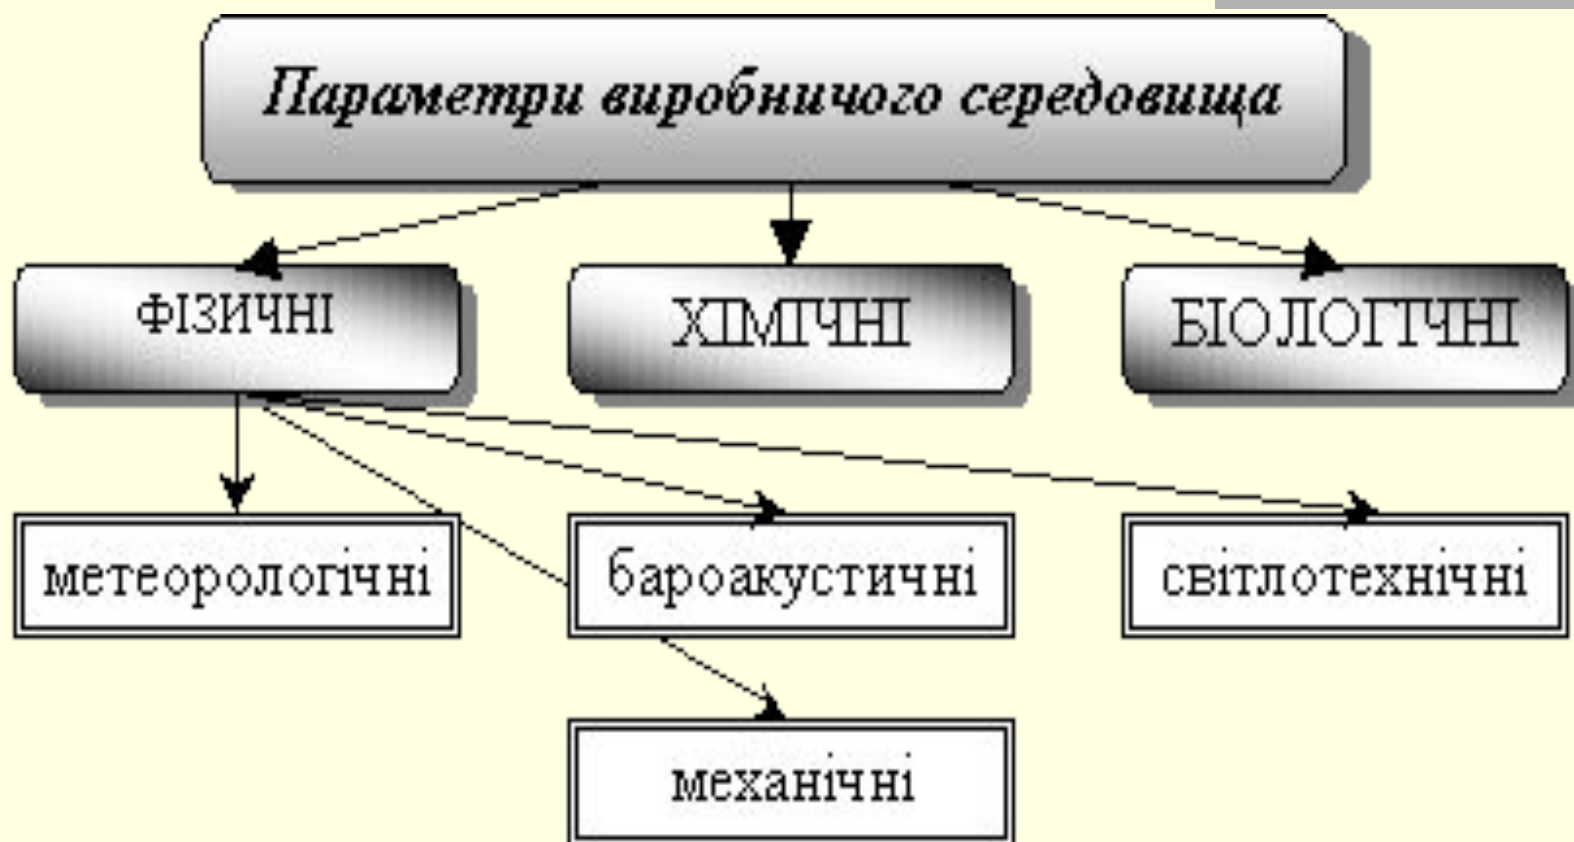 Параметри виробничого середовища
ФІЗИЧНІ
ХІМІЧНІ
БІОЛОГІЧНІ
метеорологічні
бароакустичні
світлотехнічні
механічні